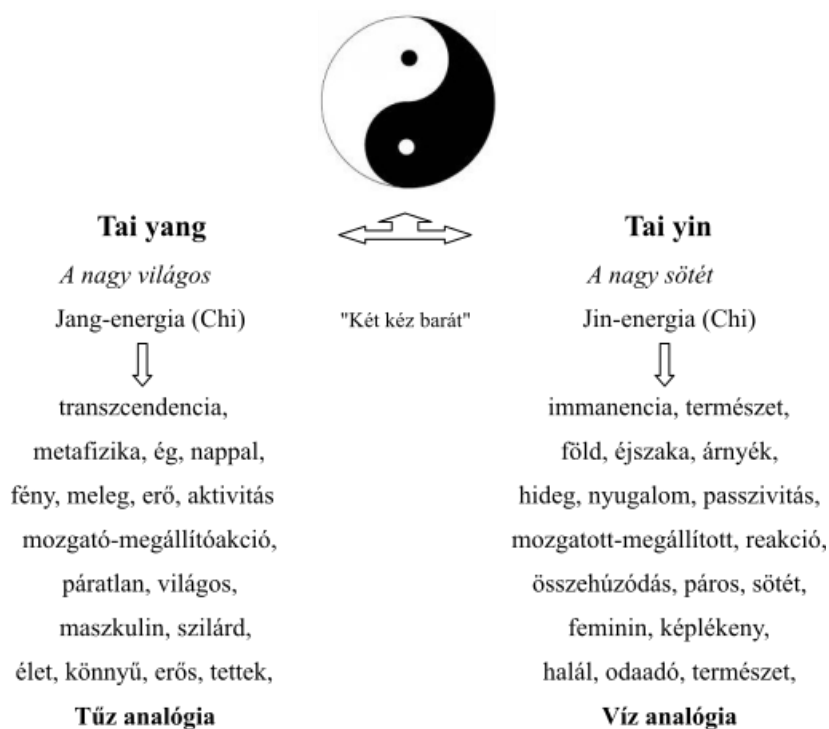 Tai yang
A nagy világos
Jang-energia (Chi)
transzcendencia,
metafizika, ég, nappal,
fény, meleg, erő, aktivitás
mozgató-megállítóakció,
páratlan, világos,
maszkulin, szilárd,
élet, könnyű, erős, tettek,
Tűz analógia
"Két kéz barát"
Tai yin
A nagy sötét
Jin-energia (Chi)
immanencia, természet,
föld, éjszaka, árnyék,
hideg, nyugalom, passzivitás,
mozgatott-megállított, reakció,
összehúzódás, páros, sötét,
feminin, képlékeny,
halál, odaadó, természet,
Víz analógia